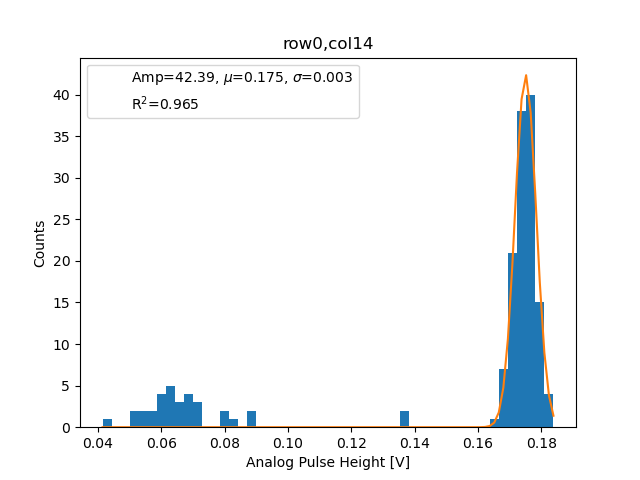 row0,col14
Amp=42.39, μ=0.175, σ=0.003
R²=0.965
Counts
40
35
30
25
20
15
10
5
0
0.04 0.06 0.08 0.10 0.12 0.14 0.16 0.18
Analog Pulse Height [V]